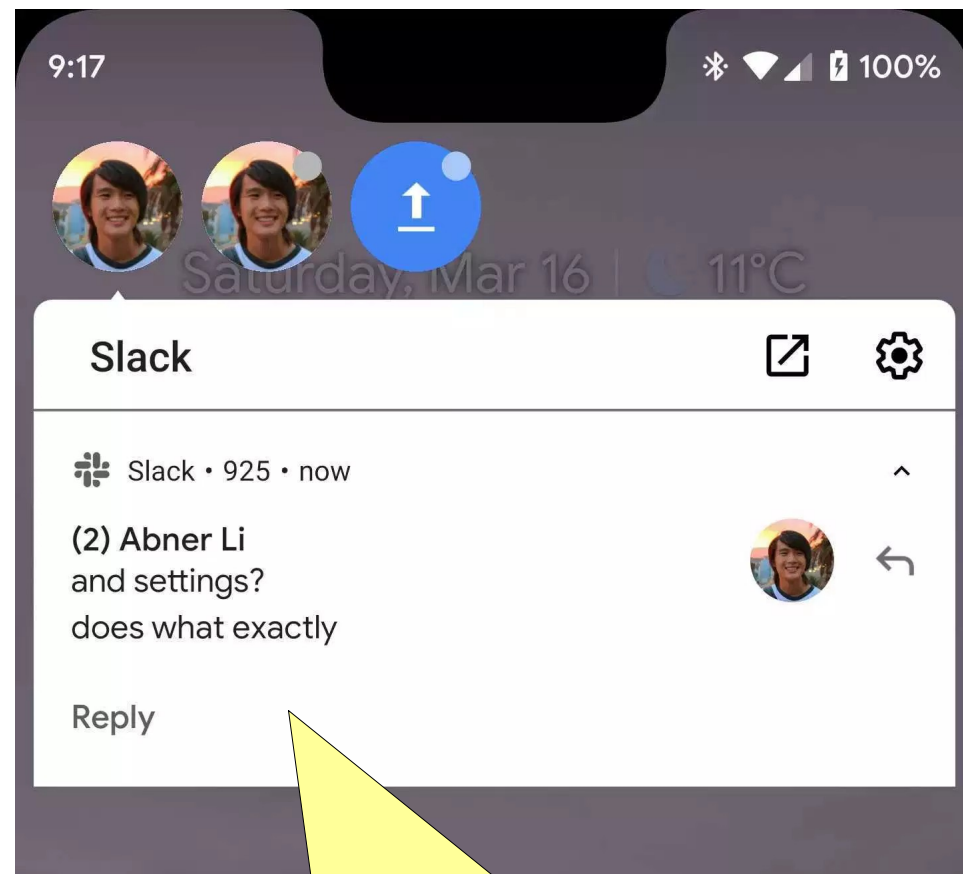 9:17
100%
Saturday, Mar 16 | 11°C
Slack
Slack • 925 • now
(2) Abner Li
and settings?
does what exactly
Reply